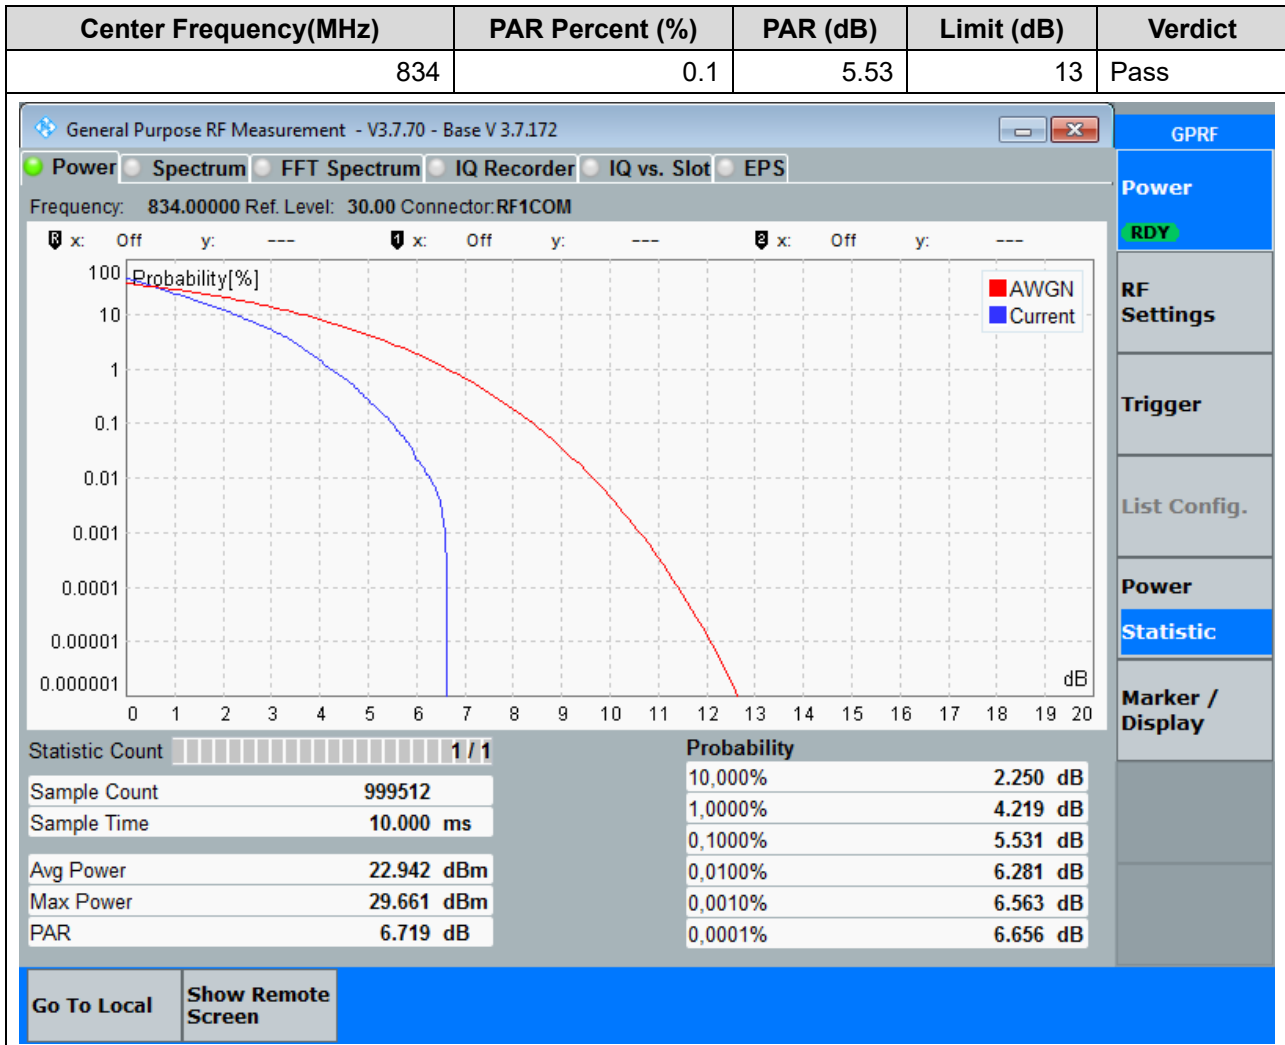 Center Frequency(MHz) PAR Percent (%) PAR (dB) Limit (dB) Verdict
834 0.1 5.53 13 Pass
General Purpose RF Measurement - V3.7.70 - Base V 3.7.172
GPRF
Power Spectrum FFT Spectrum IQ Recorder IQ vs. Slot EPS
Power
RDY
Frequency: 834.00000 Ref. Level: 30.00 Connector:RF1COM
R x: Off y: --- 1 x: Off y: --- 2 x: Off y: ---
Probability[%]
AWGN
Current
100
10
1
0.1
0.01
0.001
0.0001
0.00001
0.000001
dB
0 1 2 3 4 5 6 7 8 9 10 11 12 13 14 15 16 17 18 19 20
RF
Settings
Trigger
List Config.
Power
Statistic
Marker /
Display
Statistic Count 1 / 1
Sample Count 999512
Sample Time 10.000 ms
Avg Power 22.942 dBm
Max Power 29.661 dBm
PAR 6.719 dB
Probability
10,000% 2.250 dB
1,0000% 4.219 dB
0,1000% 5.531 dB
0,0100% 6.281 dB
0,0010% 6.563 dB
0,0001% 6.656 dB
Go To Local
Show Remote
Screen